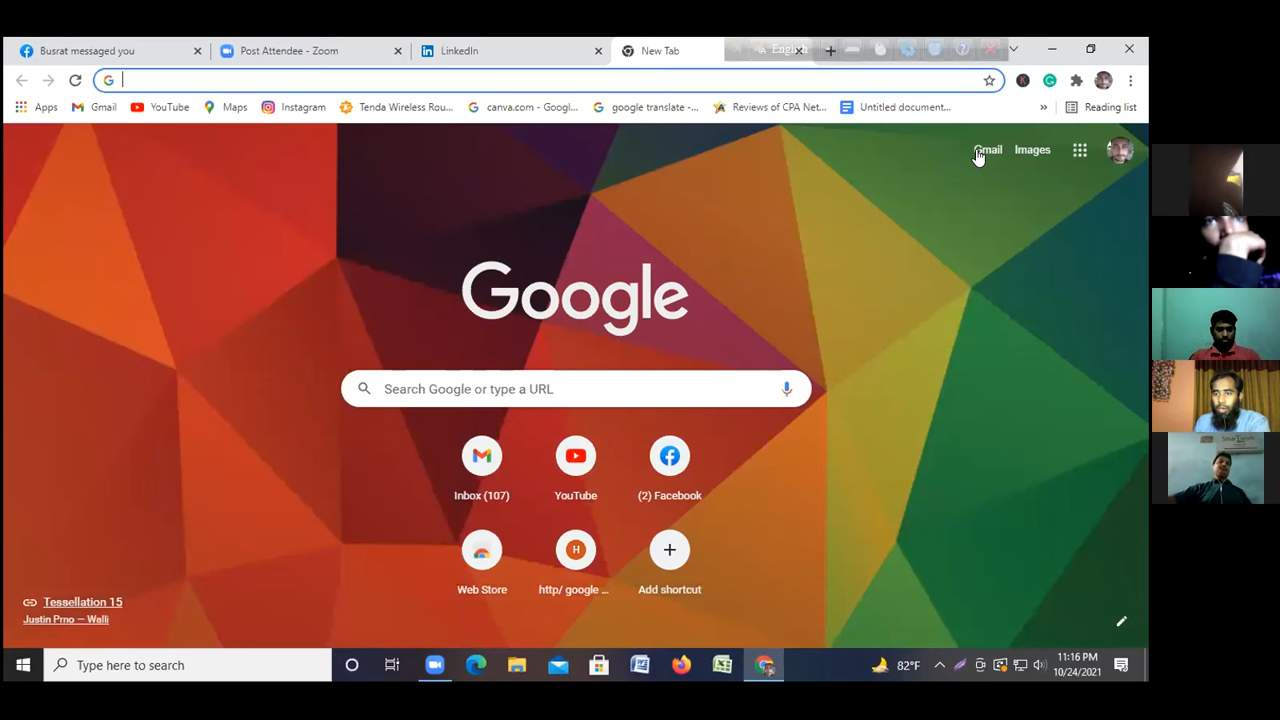 Busrat messaged you
Post Attendee - Zoom
LinkedIn
New Tab
English
Apps
Gmail
YouTube
Maps
Instagram
Tenda Wireless Rou...
canva.com - Googl...
google translate -...
Reviews of CPA Net...
Untitled document...
»
Reading list
Gmail
Images
Google
Search Google or type a URL
Inbox (107)
YouTube
(2) Facebook
Web Store
http/ google ...
Add shortcut
Tessellation 15
Justin Prno — Walli
Type here to search
82°F
11:16 PM
10/24/2021